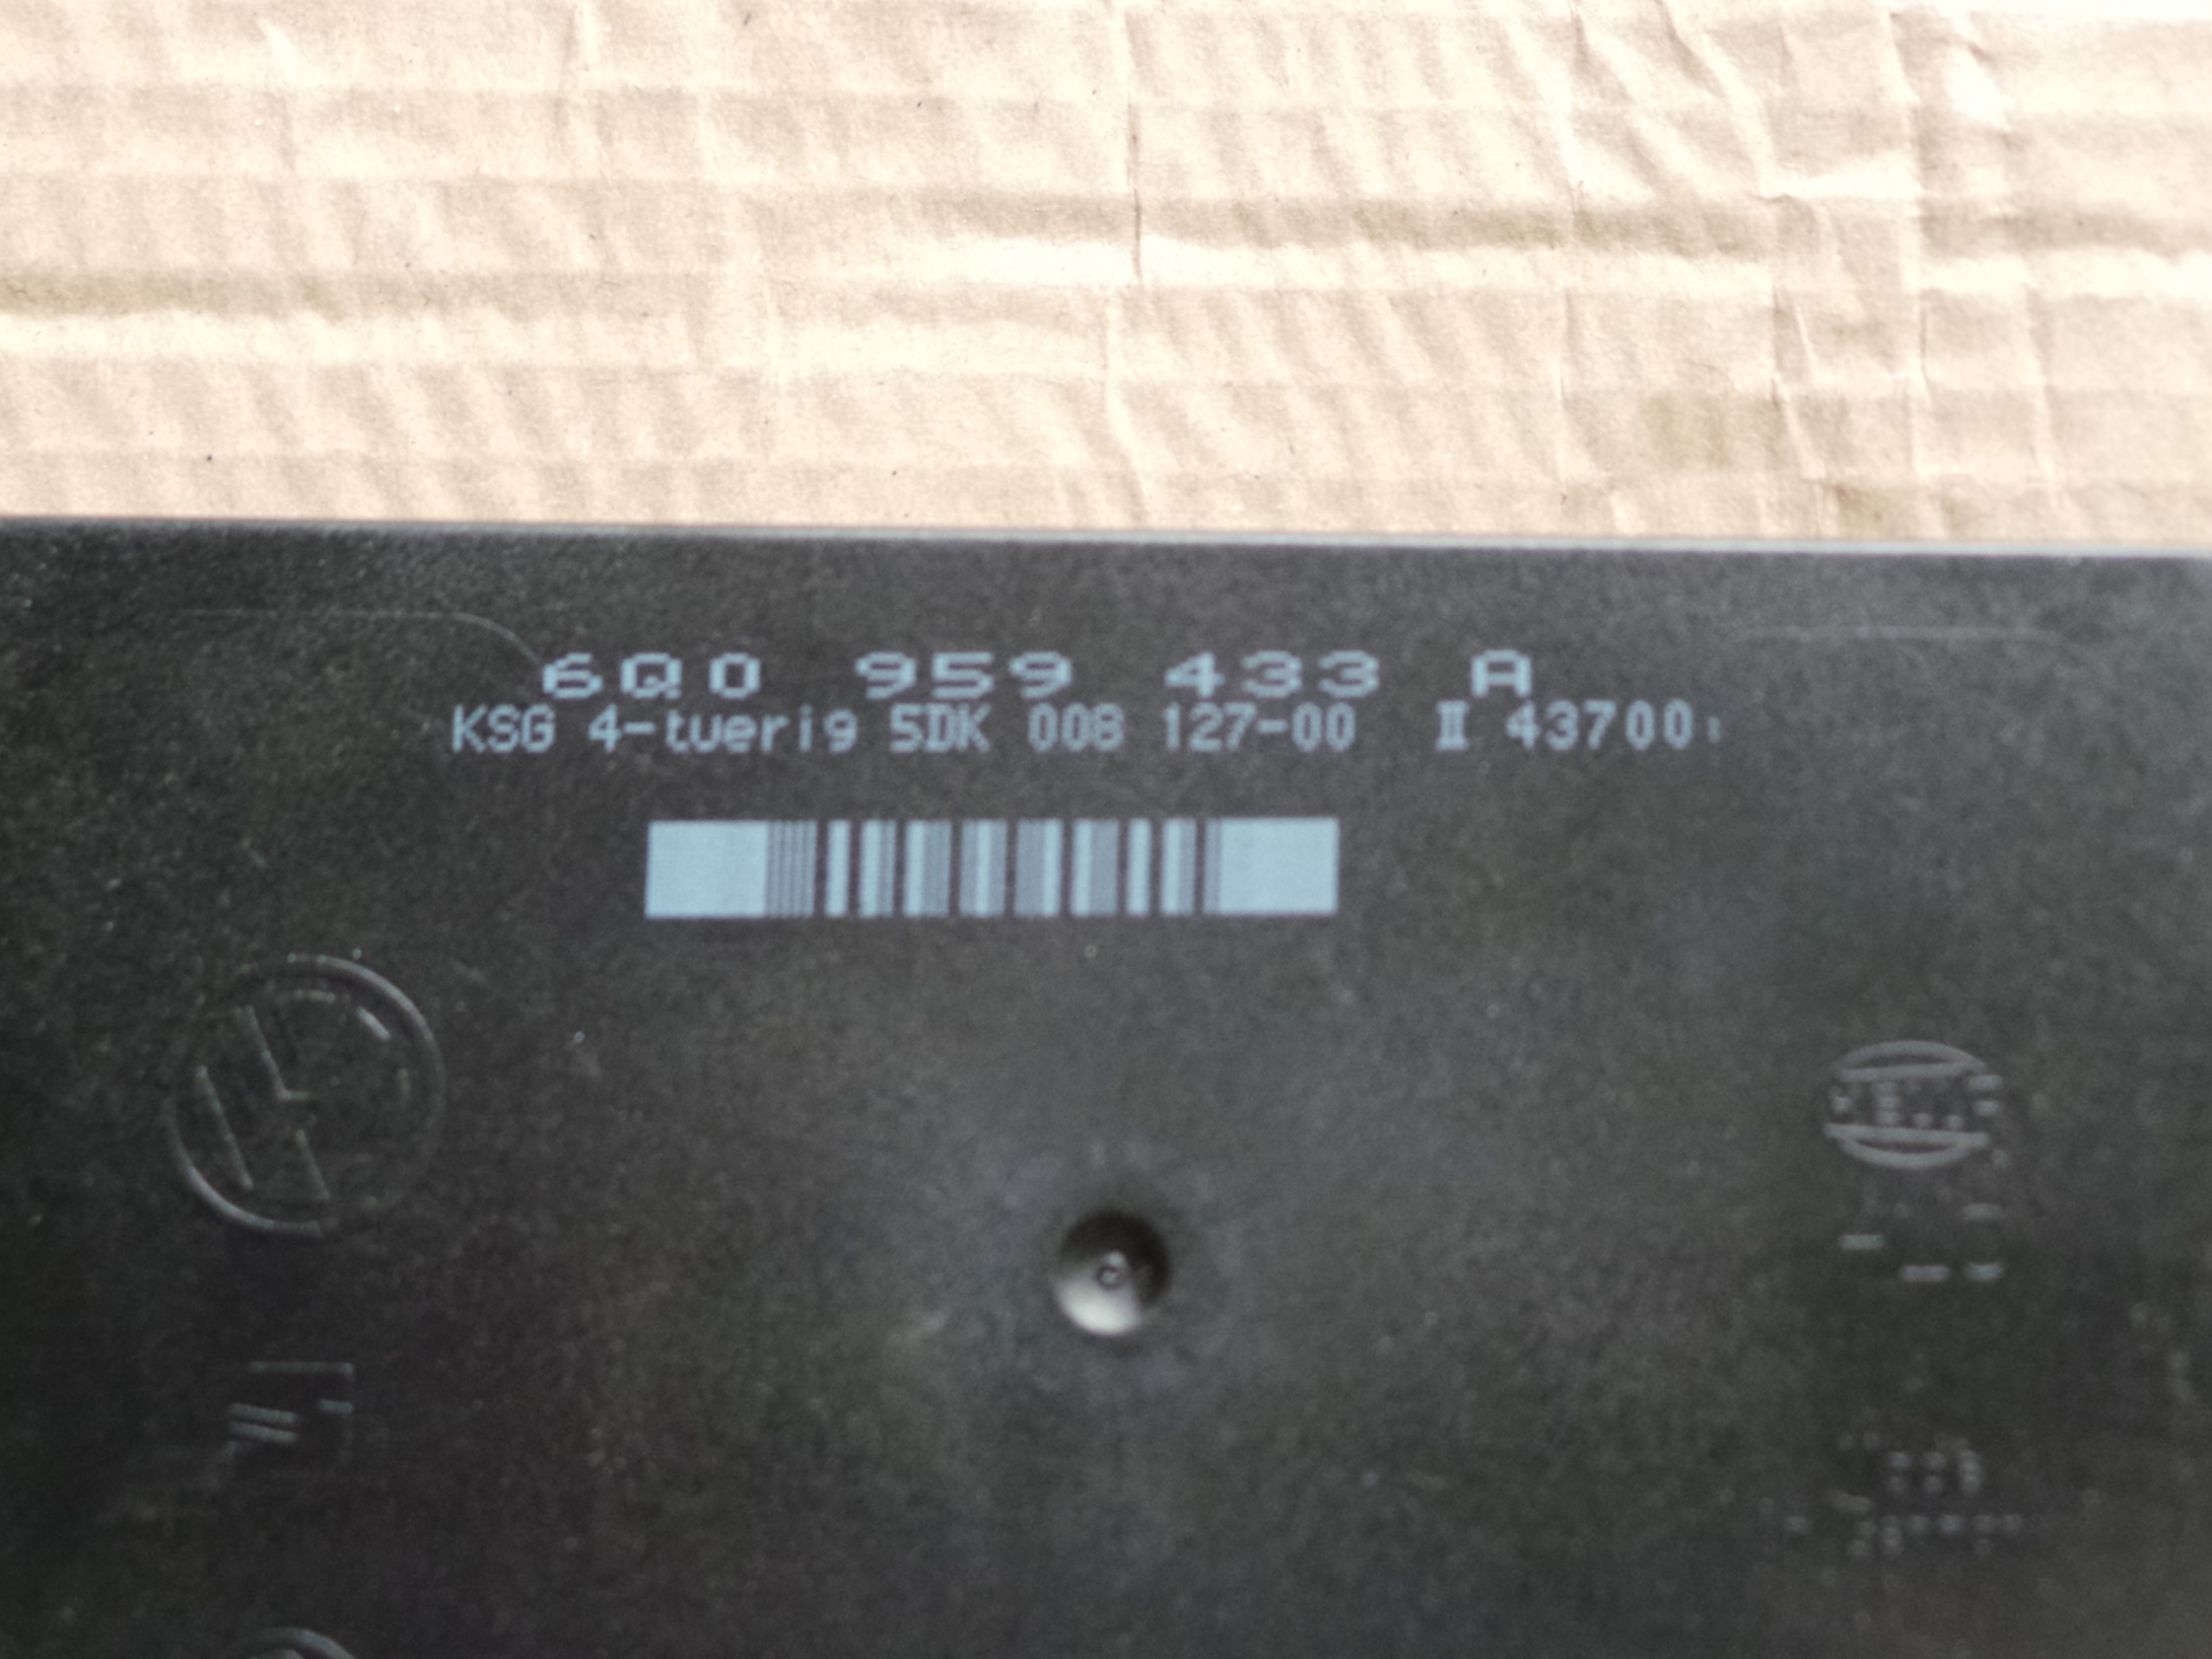 6Q0 959 433 A
KSG 4-tuerig 5DK 008 127-00 II 43700